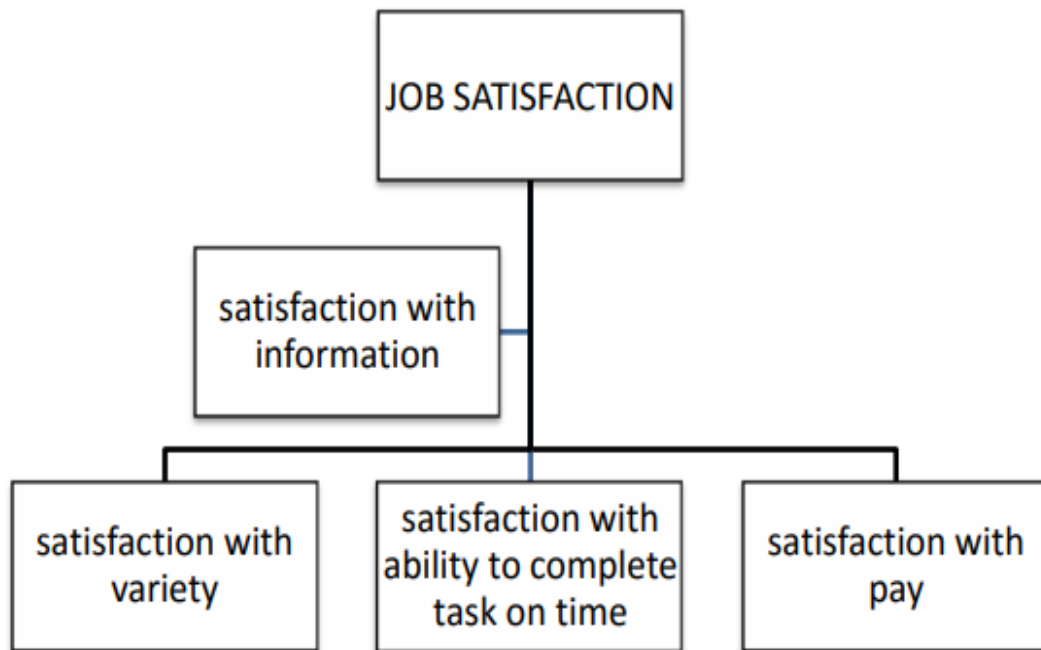 JOB SATISFACTION
satisfaction with
information
satisfaction with
variety
satisfaction with
ability to complete
task on time
satisfaction with
pay